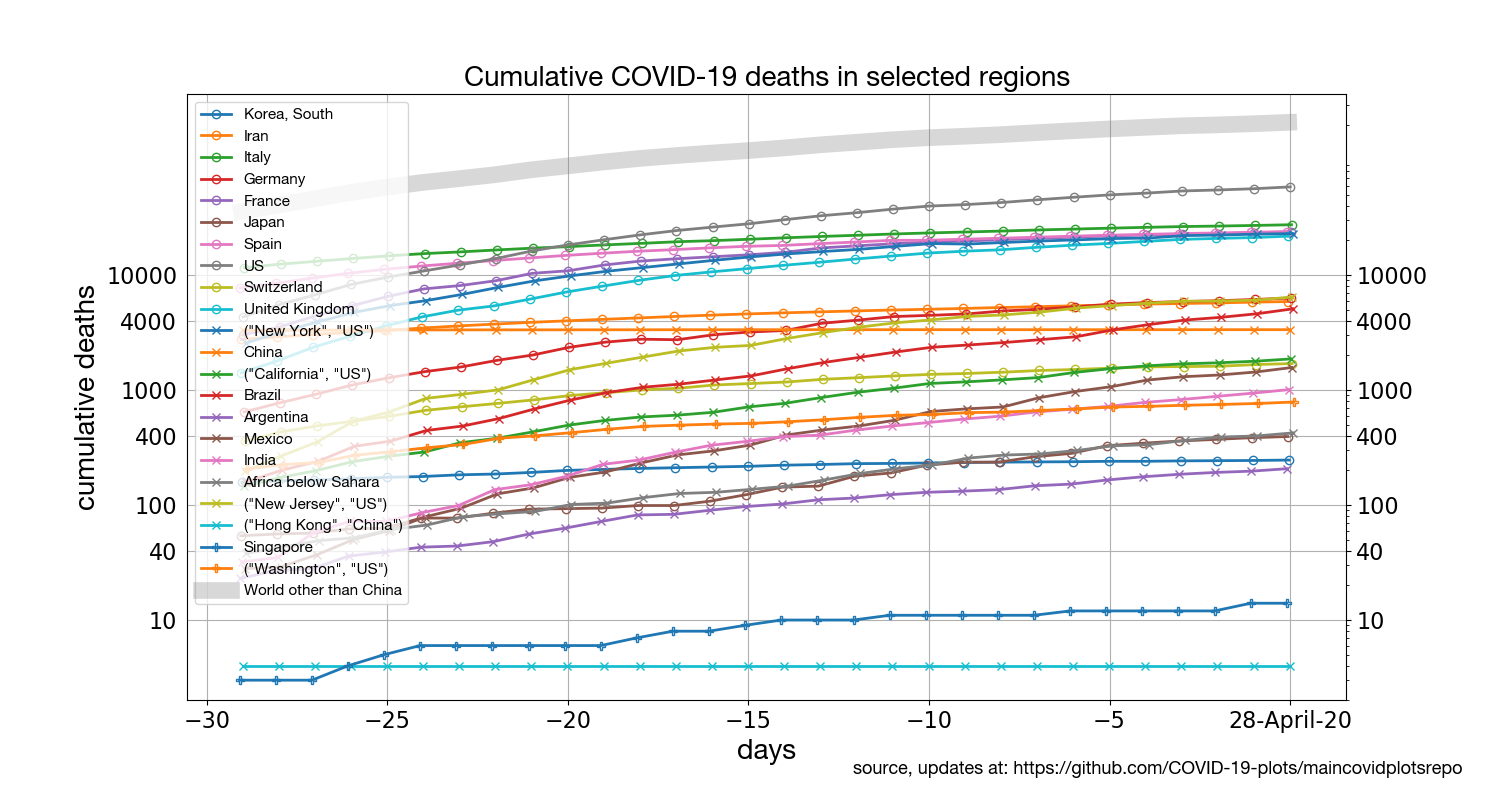 Cumulative COVID-19 deaths in selected regions
Korea, South
Iran
Italy
Germany
France
Japan
Spain
US
Switzerland
United Kingdom
("New York", "US")
China
("California", "US")
Brazil
Argentina
Mexico
India
Africa below Sahara
("New Jersey", "US")
("Hong Kong", "China")
Singapore
("Washington", "US")
World other than China
cumulative deaths
10000
4000
1000
400
100
40
10
10000
4000
1000
400
100
40
10
−30 −25 −20 −15 −10 −5 28-April-20
days
source, updates at: https://github.com/COVID-19-plots/maincovidplotsrepo